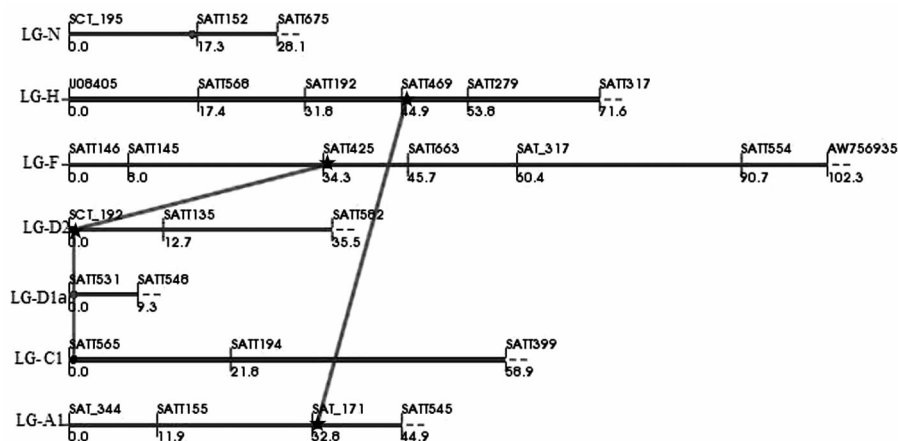 SCT_195 SATT152 SATT675
LG-N
0.0 17.3 28.1
U08405 SATT568 SATT192 SATT469 SATT279 SATT317
LG-H
0.0 17.4 31.8 44.9 53.8 71.6
SATT146 SATT145 SATT425 SATT663 SAT_317 SATT554 AW756935
LG-F
0.0 8.0 34.3 45.7 60.4 90.7 102.3
SCT_192 SATT135 SATT582
LG-D2
0.0 12.7 35.5
SATT531 SATT548
LG-D1a
0.0 9.3
SATT565 SATT194 SATT399
LG-C1
0.0 21.8 58.9
SAT_344 SATT155 SAT_171 SATT545
LG-A1
0.0 11.9 32.8 44.9